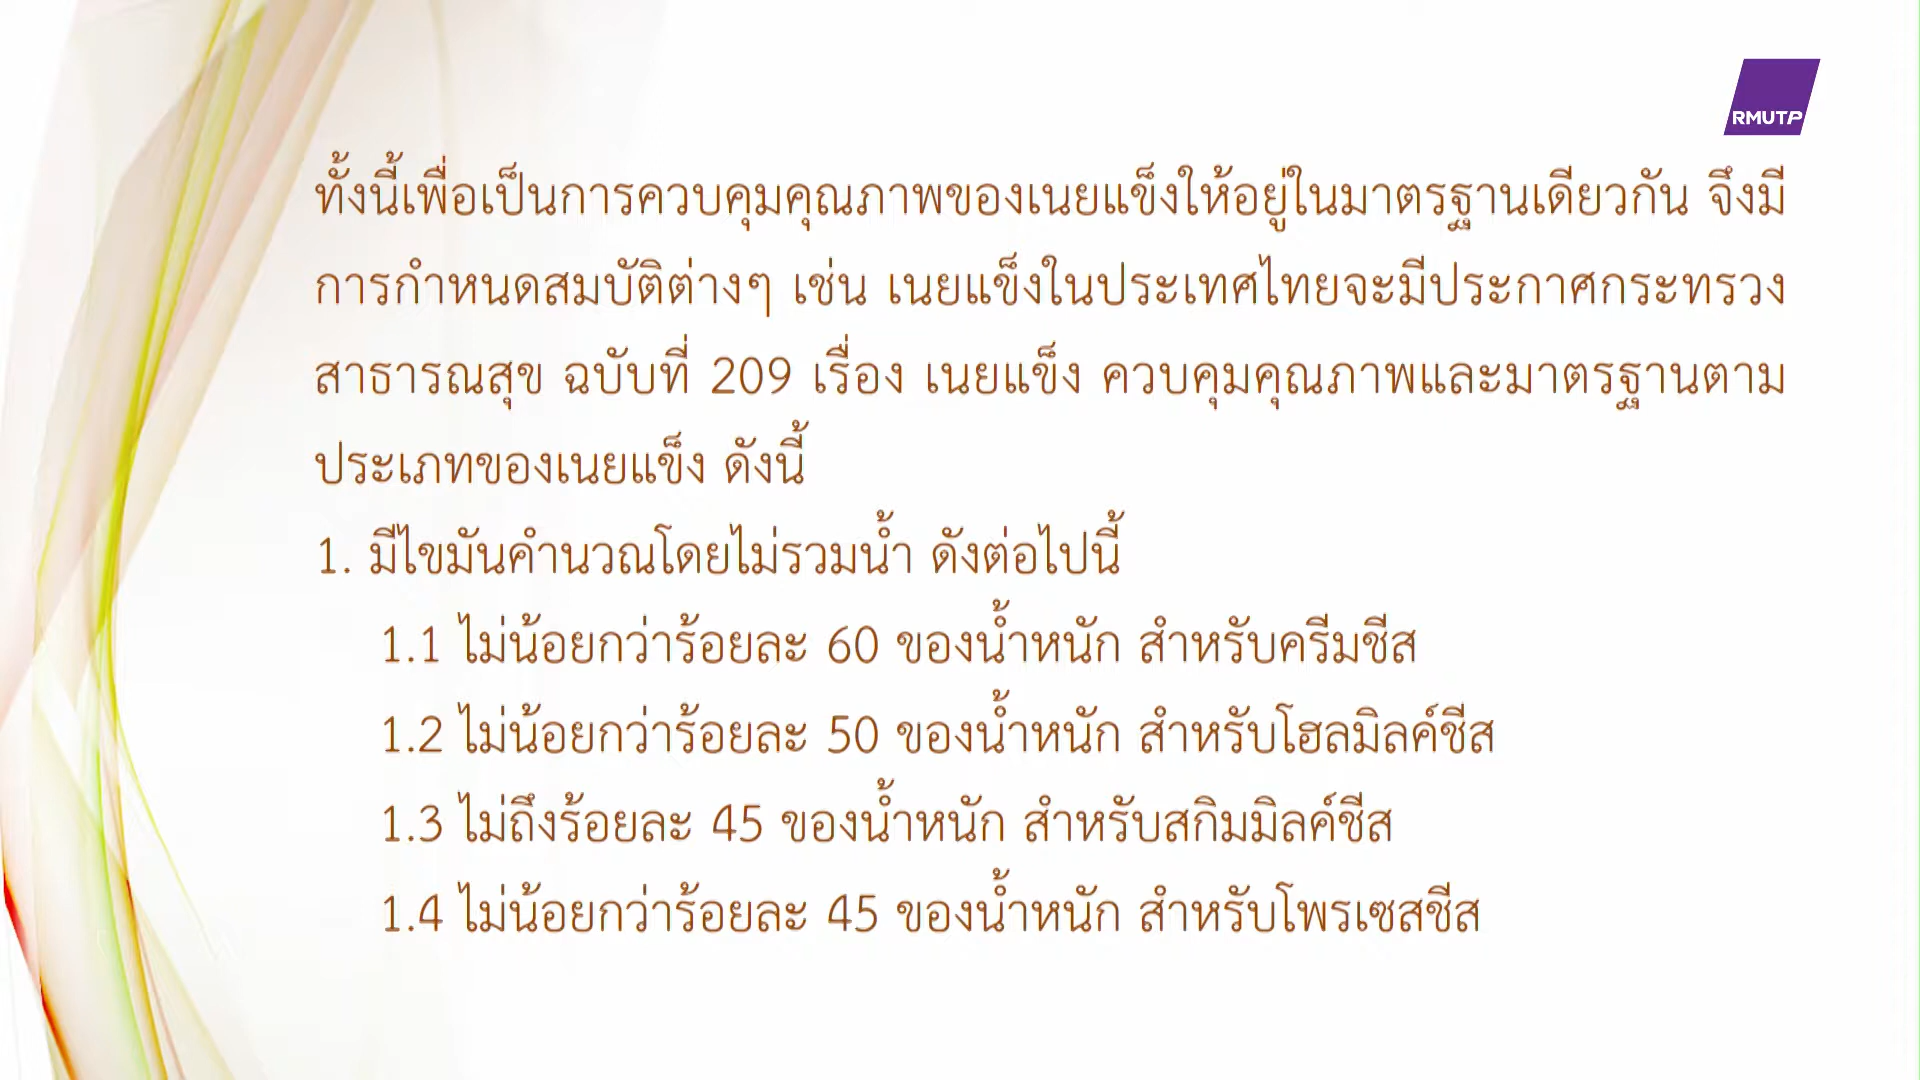 RMUTP
ทั้งนี้เพื่อเป็นการควบคุมคุณภาพของเนยแข็งให้อยู่ในมาตรฐานเดียวกัน จึงมี
การกำหนดสมบัติต่างๆ เช่น เนยแข็งในประเทศไทยจะมีประกาศกระทรวง
สาธารณสุข ฉบับที่ 209 เรื่อง เนยแข็ง ควบคุมคุณภาพและมาตรฐานตาม
ประเภทของเนยแข็ง ดังนี้
1. มีไขมันคำนวณโดยไม่รวมน้ำ ดังต่อไปนี้
1.1 ไม่น้อยกว่าร้อยละ 60 ของน้ำหนัก สำหรับครีมชีส
1.2 ไม่น้อยกว่าร้อยละ 50 ของน้ำหนัก สำหรับโฮลมิลค์ชีส
1.3 ไม่ถึงร้อยละ 45 ของน้ำหนัก สำหรับสกิมมิลค์ชีส
1.4 ไม่น้อยกว่าร้อยละ 45 ของน้ำหนัก สำหรับโพรเซสชีส